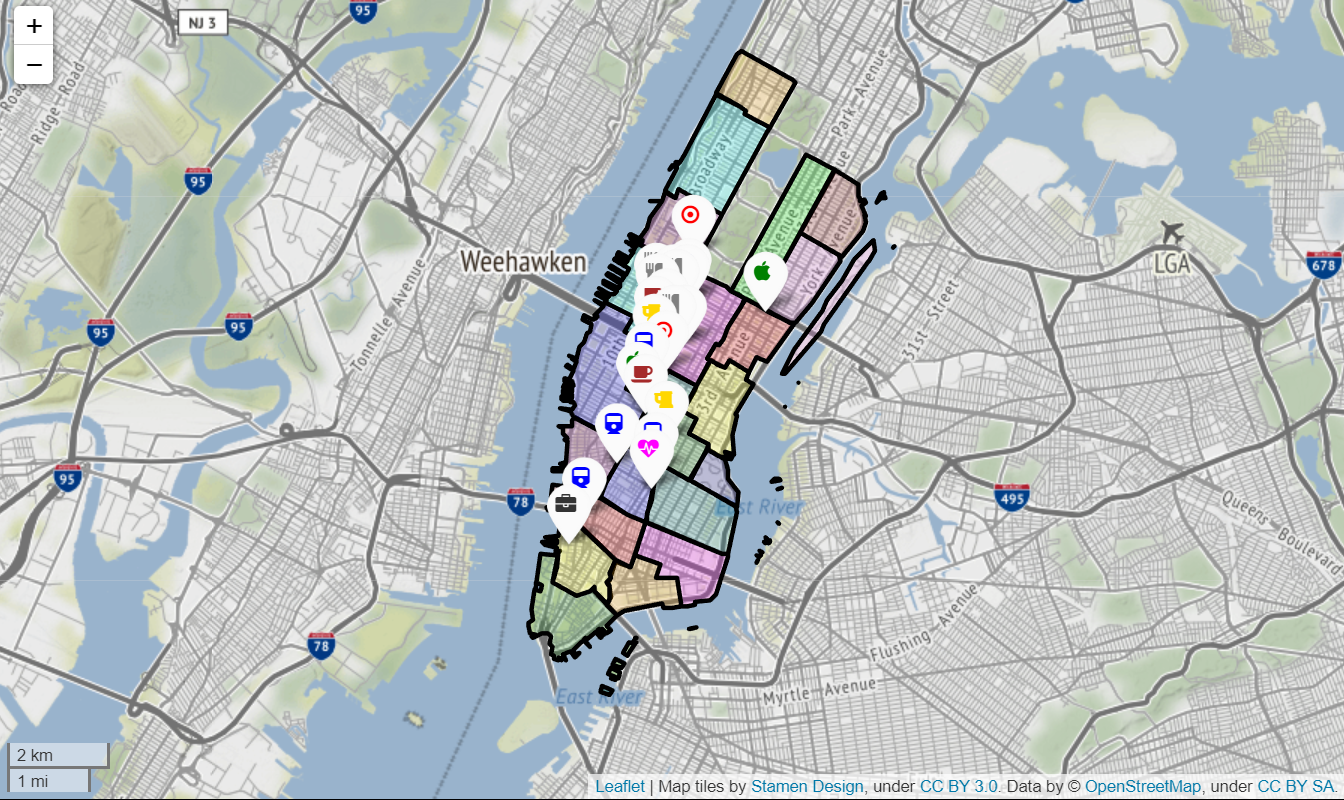 +
−
NJ 3
95
Ridge Road
95
Broadway
Park Avenue
Weehawken
LGA
678
Tonnelle Avenue
95
95
York
31st Street
10th
3rd
95
78
495
East River
Queens Boulevard
78
Flushing Avenue
East River
Myrtle Avenue
2 km
1 mi
Leaflet | Map tiles by Stamen Design, under CC BY 3.0. Data by © OpenStreetMap, under CC BY SA.